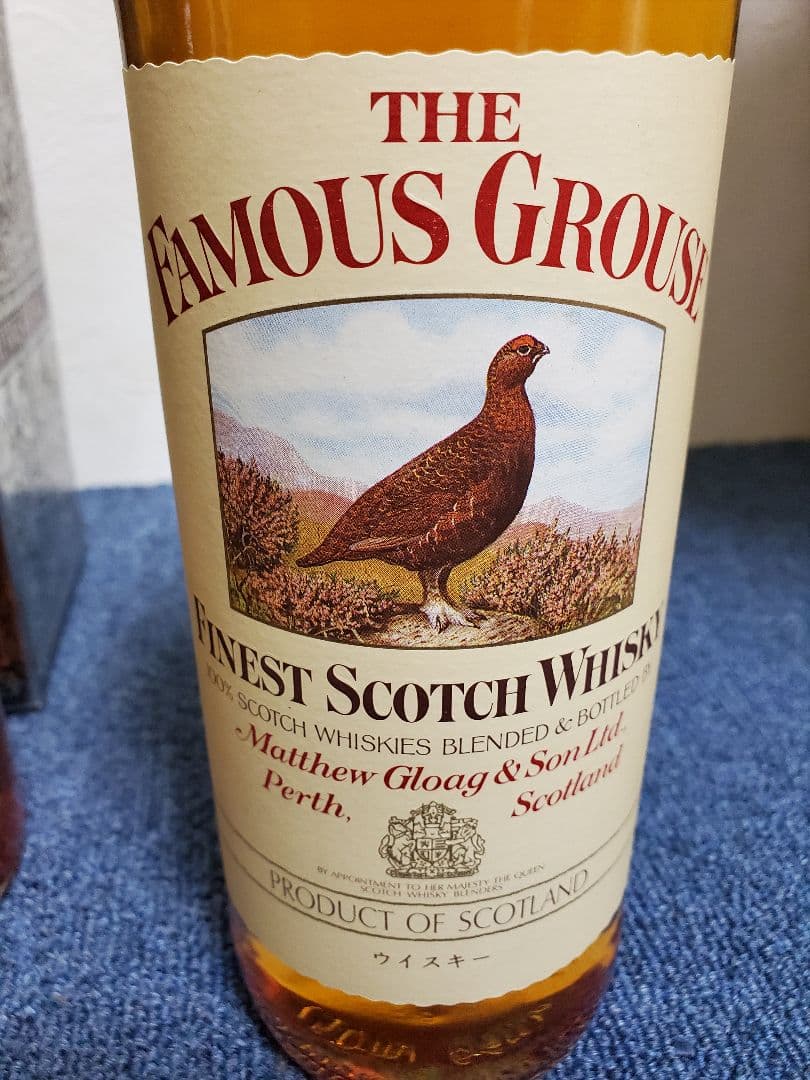 THE
FAMOUS GROUSE
FINEST SCOTCH WHISKY
100% SCOTCH WHISKIES BLENDED & BOTTLED BY
Matthew Gloag & Son Ltd.,
Perth, Scotland
BY APPOINTMENT TO HER MAJESTY THE QUEEN
SCOTCH WHISKY BLENDERS
PRODUCT OF SCOTLAND
ウイスキー